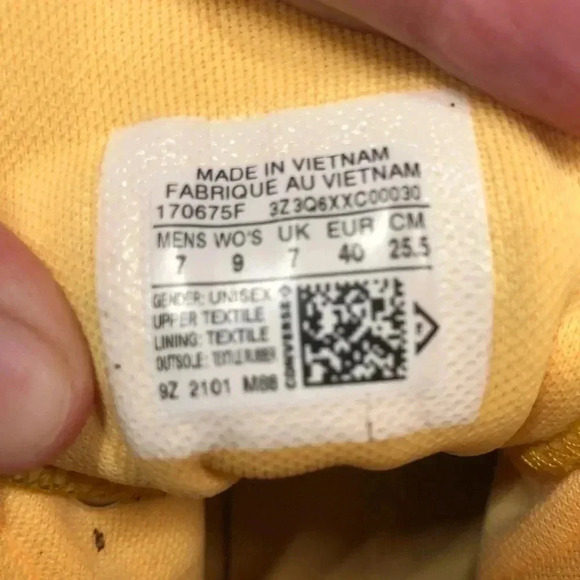 MADE IN VIETNAM
FABRIQUE AU VIETNAM
170675F 3Z3Q6XXC00030
MENS WO'S UK EUR CM
7 9 7 40 25.5
GENDER: UNISEX
UPPER TEXTILE
LINING: TEXTILE
OUTSOLE: TEXTILE/RUBBER
9Z 2101 M88
CONVERSE